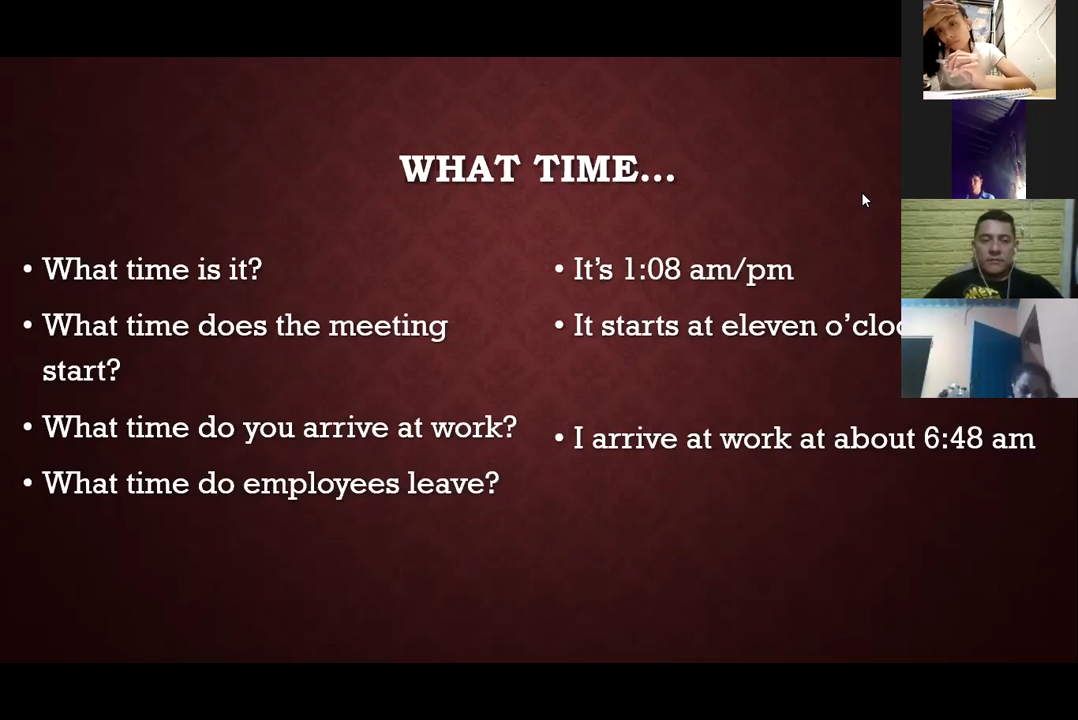 WHAT TIME...
• What time is it?
• What time does the meeting
start?
• What time do you arrive at work?
• What time do employees leave?
• It's 1:08 am/pm
• It starts at eleven
• I arrive at work at about 6:48 am